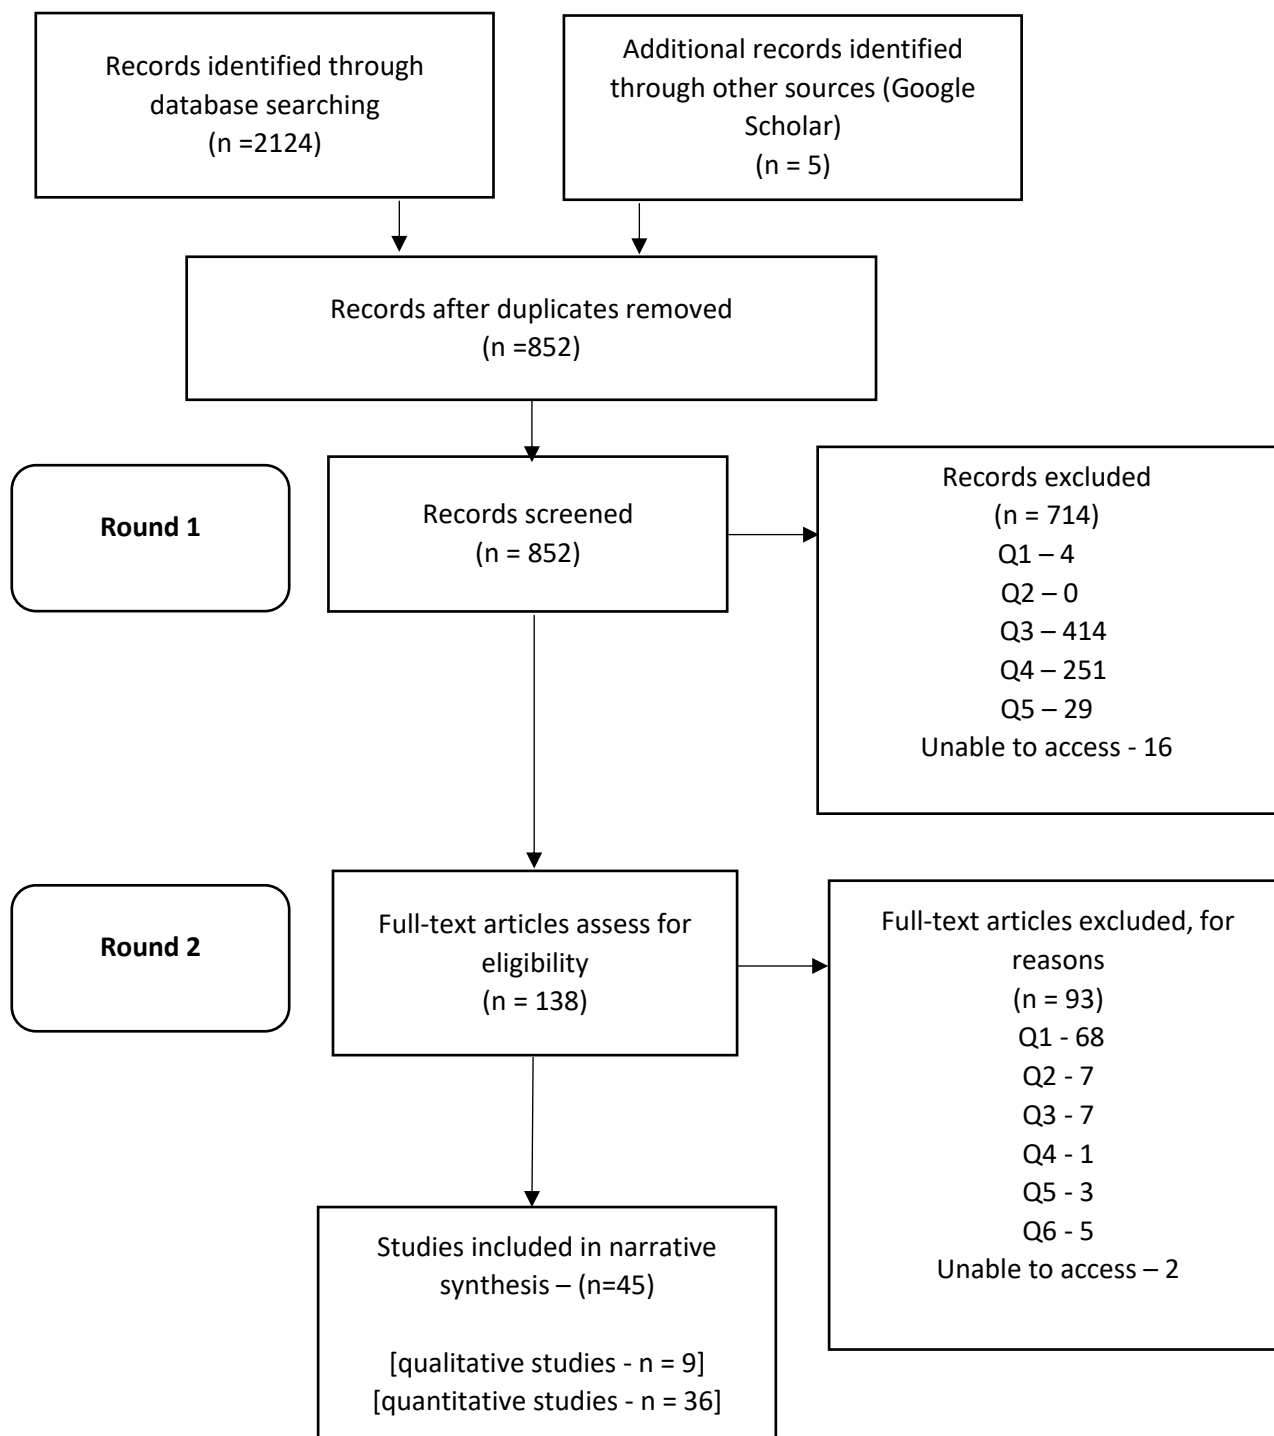 Records identified through
database searching
(n =2124)
Additional records identified
through other sources (Google
Scholar)
(n = 5)
Records after duplicates removed
(n =852)
Round 1
Records screened
(n = 852)
Records excluded
(n = 714)
Q1 – 4
Q2 – 0
Q3 – 414
Q4 – 251
Q5 – 29
Unable to access - 16
Round 2
Full-text articles assess for
eligibility
(n = 138)
Full-text articles excluded, for
reasons
(n = 93)
Q1 - 68
Q2 - 7
Q3 - 7
Q4 - 1
Q5 - 3
Q6 - 5
Unable to access – 2
Studies included in narrative
synthesis – (n=45)
[qualitative studies - n = 9]
[quantitative studies - n = 36]